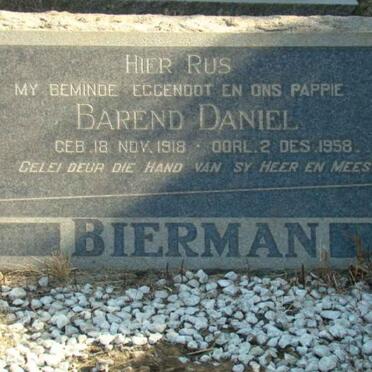 HIER RUS
MY BEMINDE EGGENOOT EN ONS PAPPIE
BAREND DANIEL
GEB. 18 NOV. 1918 · OORL. 2 DES. 1958.
GELEI DEUR DIE HAND VAN SY HEER EN MEES
BIERMAN